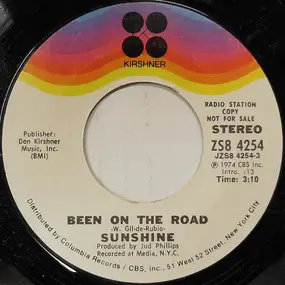 KIRSHNER
RADIO STATION
COPY
NOT FOR SALE
STEREO
ZS8 4254
JZS8 4254-3
Ⓟ 1974 CBS Inc.
Intro. :13
Time: 3:10
Publisher:
Don Kirshner
Music, Inc.
(BMI)
BEEN ON THE ROAD
-W. Gil-de-Rubio-
SUNSHINE
Produced by Jud Phillips
Recorded at Media, N.Y.C.
Distributed by Columbia Records / CBS, Inc., 51 West 52 Street, New York City